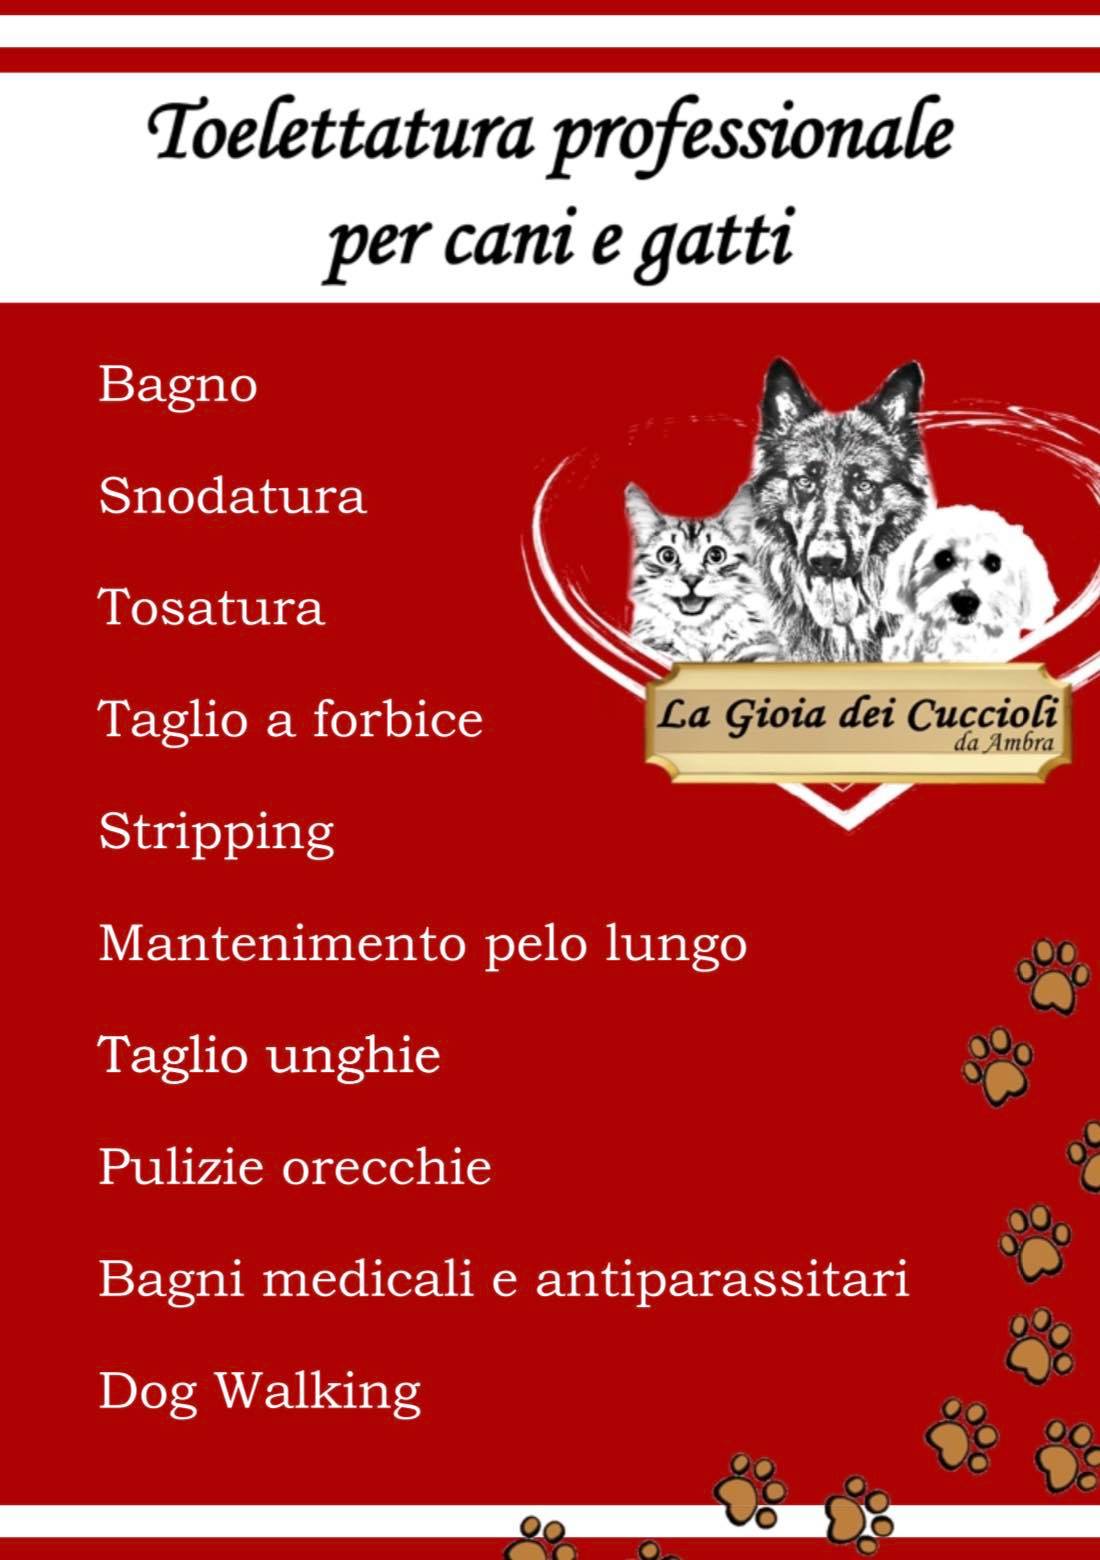 Toelettatura professionale
per cani e gatti
Bagno
Snodatura
Tosatura
Taglio a forbice
Stripping
Mantenimento pelo lungo
Taglio unghie
Pulizie orecchie
Bagni medicali e antiparassitari
Dog Walking
La Gioia dei Cuccioli
da Ambra